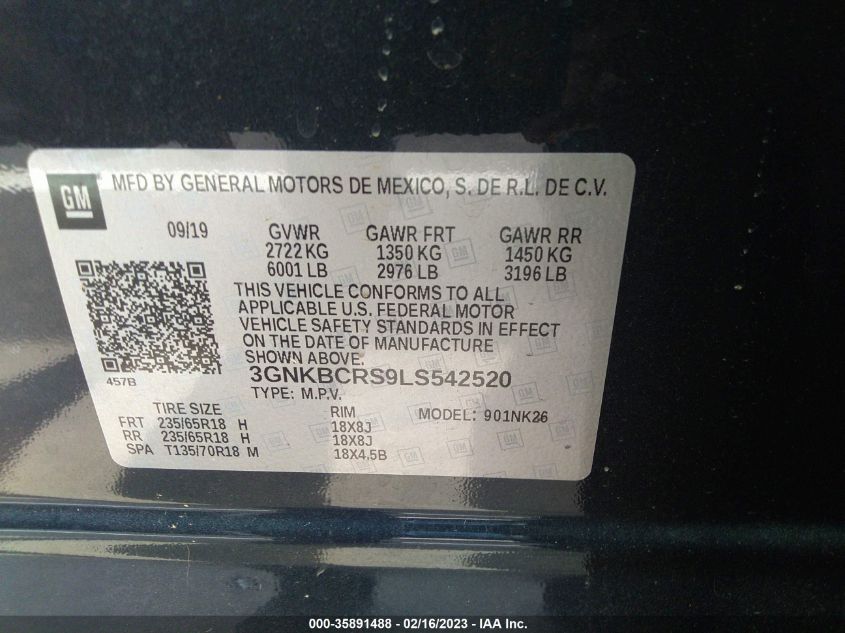 GM MFD BY GENERAL MOTORS DE MEXICO, S. DE R.L. DE C.V.
09/19 GVWR GAWR FRT GAWR RR
2722 KG 1350 KG 1450 KG
6001 LB 2976 LB 3196 LB
THIS VEHICLE CONFORMS TO ALL
APPLICABLE U.S. FEDERAL MOTOR
VEHICLE SAFETY STANDARDS IN EFFECT
ON THE DATE OF MANUFACTURE
SHOWN ABOVE.
457B 3GNKBCRS9LS542520
TYPE: M.P.V.
TIRE SIZE RIM MODEL: 901NK26
FRT 235/65R18 H 18X8J
RR 235/65R18 H 18X8J
SPA T135/70R18 M 18X4.5B
000-35891488 - 02/16/2023 - IAA Inc.